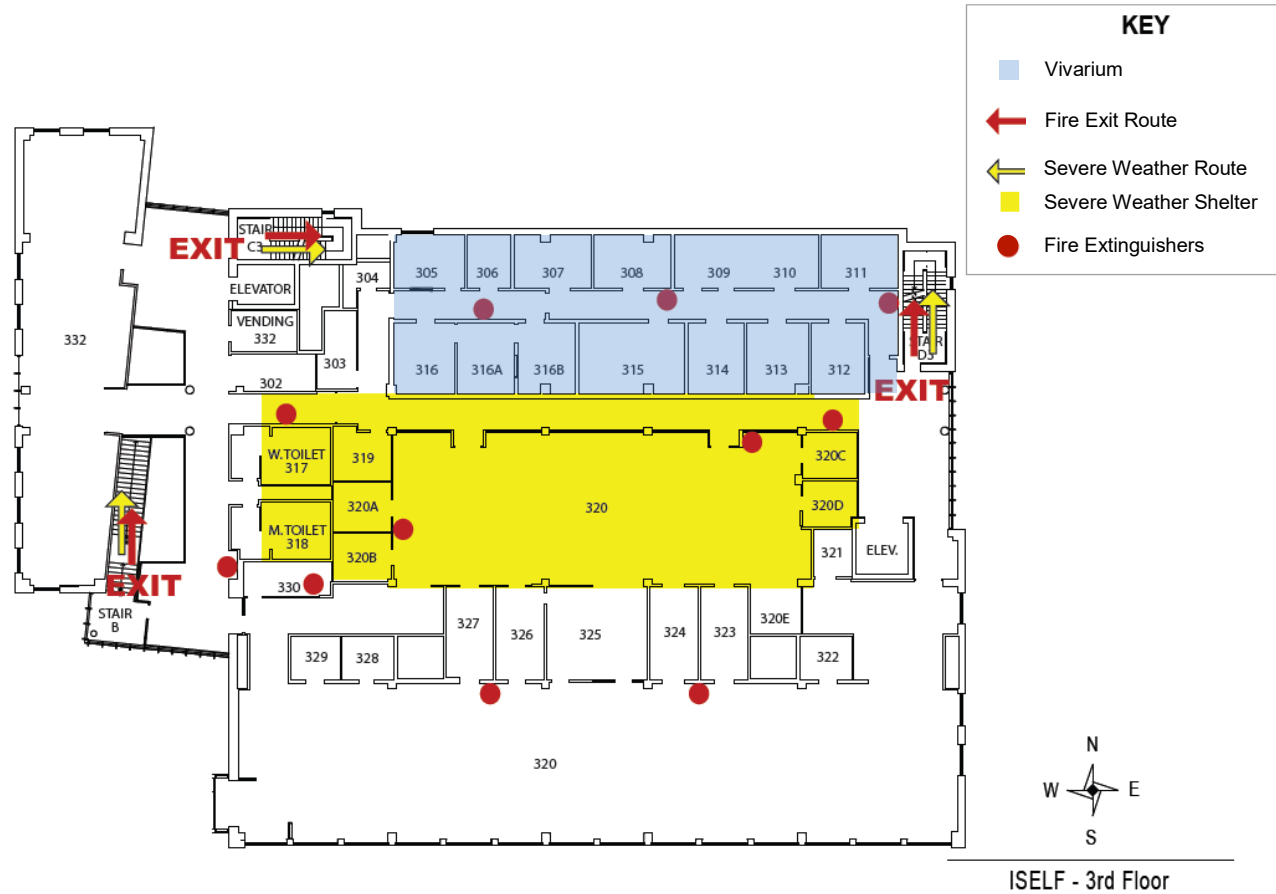 KEY
Vivarium
Fire Exit Route
Severe Weather Route
Severe Weather Shelter
Fire Extinguishers
STAIR
C3
EXIT
ELEVATOR
304
305
306
307
308
309
310
311
VENDING
332
332
303
302
316
316A
316B
315
314
313
312
STAIR
D3
EXIT
W.TOILET
317
319
320C
320A
320
320D
M.TOILET
318
320B
321
ELEV.
EXIT
330
STAIR
B
327
326
325
324
323
320E
329
328
322
320
N
W
E
S
ISELF - 3rd Floor